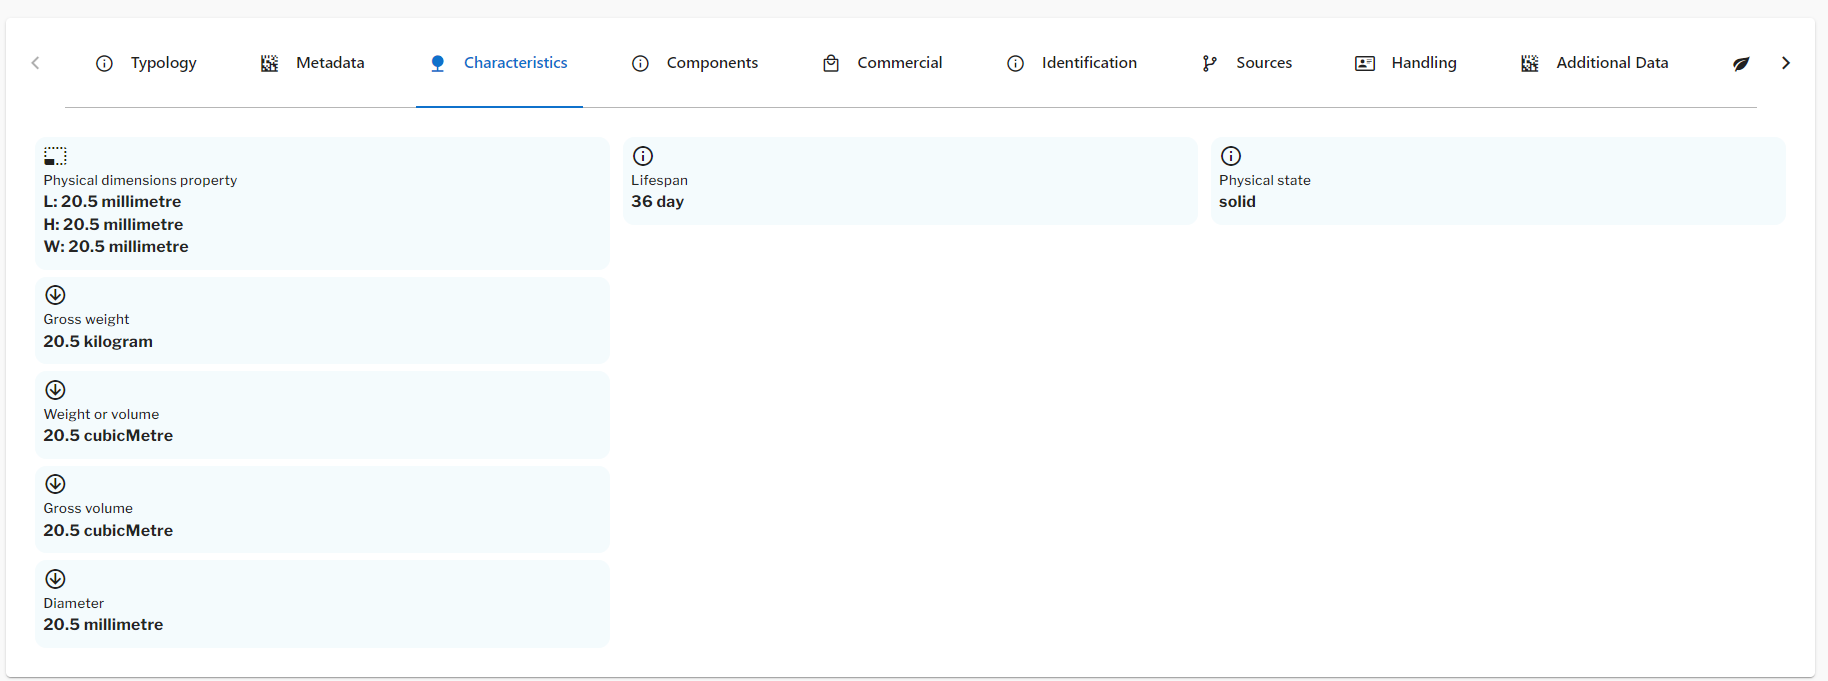 Typology
Metadata
Characteristics
Components
Commercial
Identification
Sources
Handling
Additional Data
Physical dimensions property
L: 20.5 millimetre
H: 20.5 millimetre
W: 20.5 millimetre
Gross weight
20.5 kilogram
Weight or volume
20.5 cubicMetre
Gross volume
20.5 cubicMetre
Diameter
20.5 millimetre
Lifespan
36 day
Physical state
solid